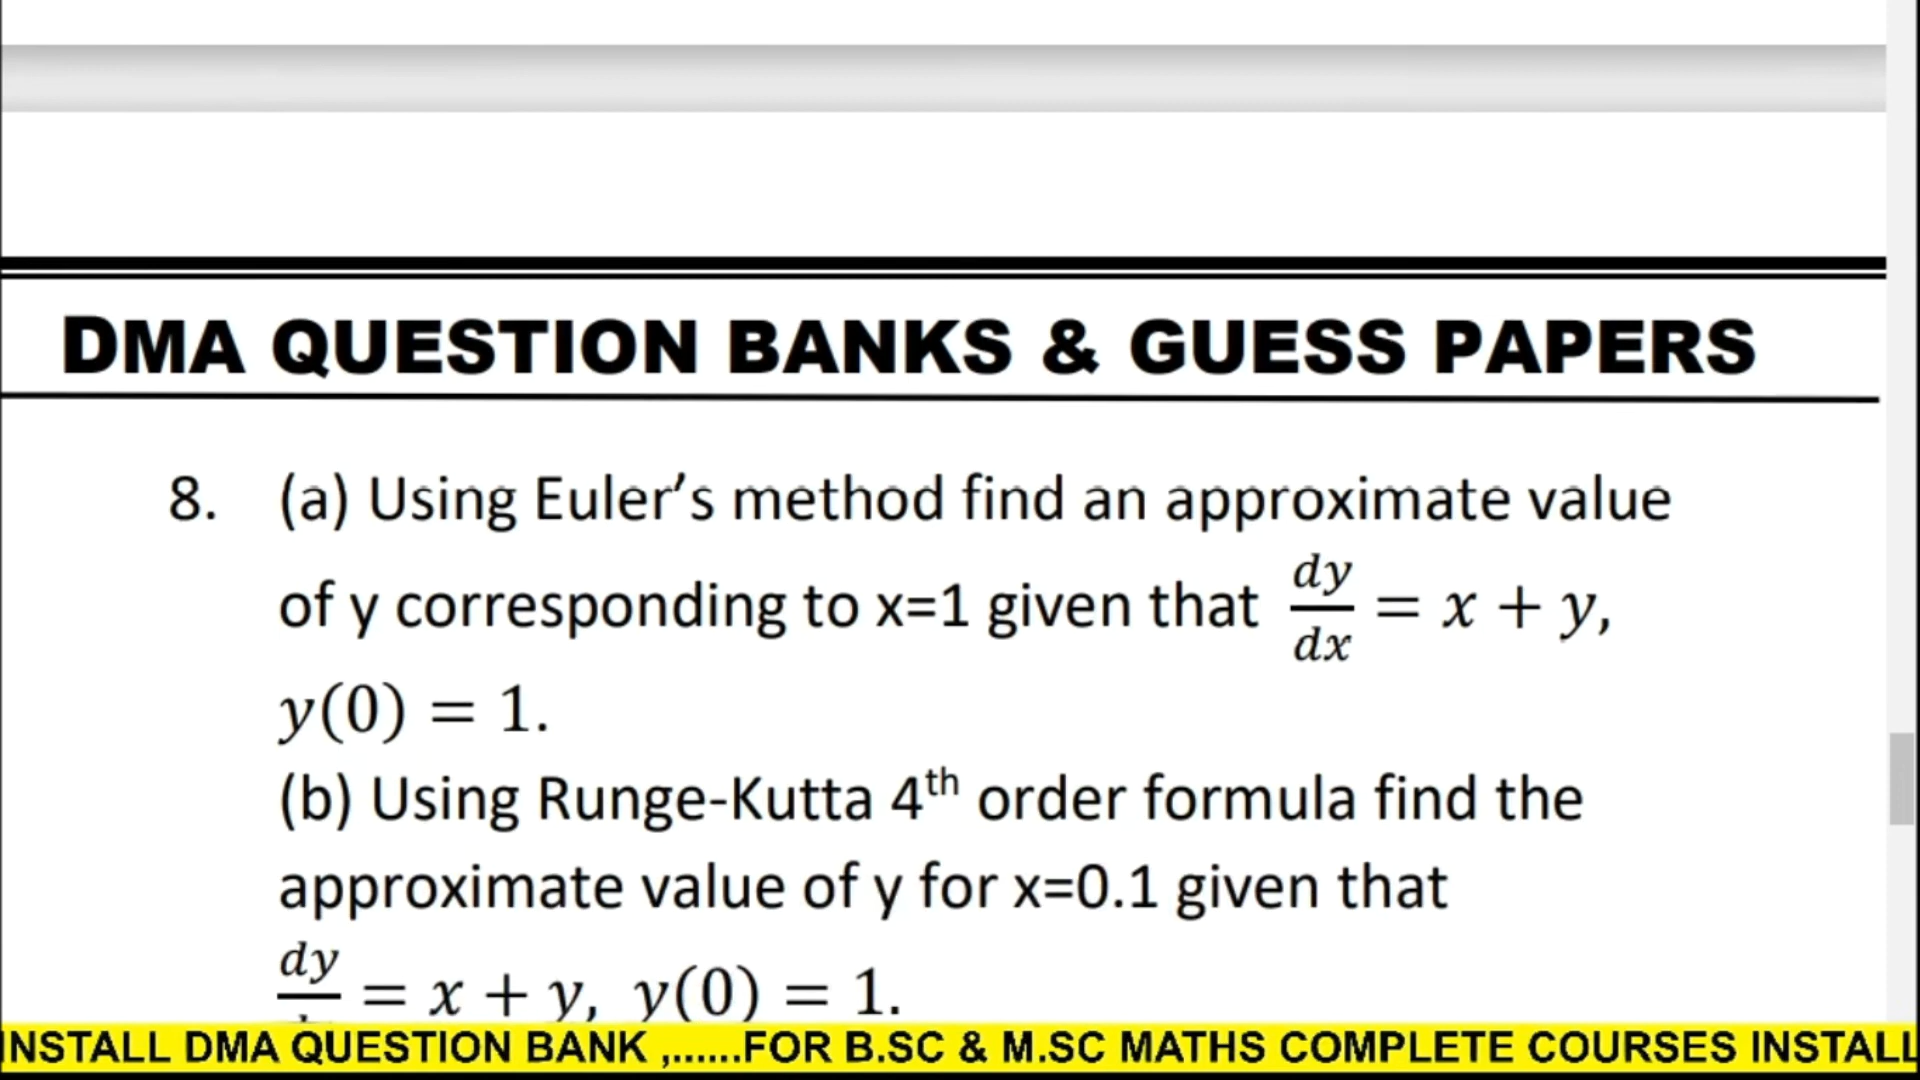 DMA QUESTION BANKS & GUESS PAPERS
8. (a) Using Euler’s method find an approximate value
of y corresponding to x=1 given that dy/dx = x + y,
y(0) = 1.
(b) Using Runge-Kutta 4th order formula find the
approximate value of y for x=0.1 given that
dy = x + y, y(0) = 1.
INSTALL DMA QUESTION BANK ,......FOR B.SC & M.SC MATHS COMPLETE COURSES INSTALL